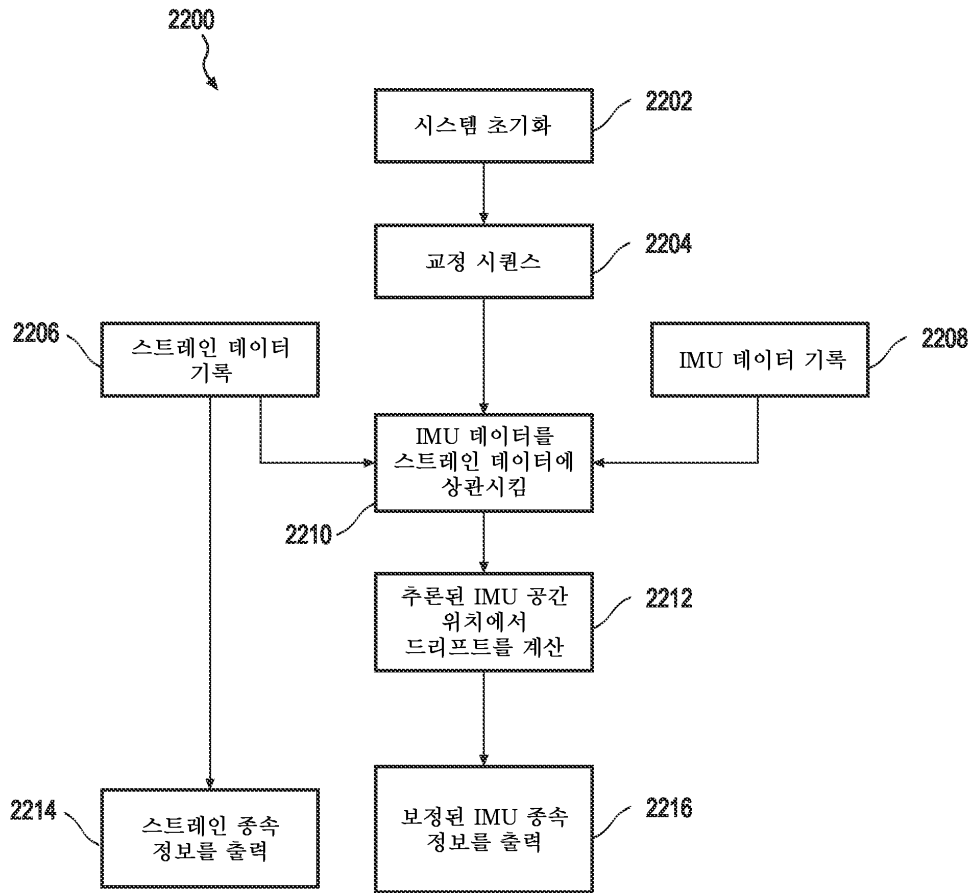 2200
시스템 초기화
2202
교정 시퀀스
2204
2206
스트레인 데이터
기록
IMU 데이터 기록
2208
IMU 데이터를
스트레인 데이터에
상관시킴
2210
추론된 IMU 공간
위치에서
드리프트를 계산
2212
2214
스트레인 종속
정보를 출력
보정된 IMU 종속
정보를 출력
2216